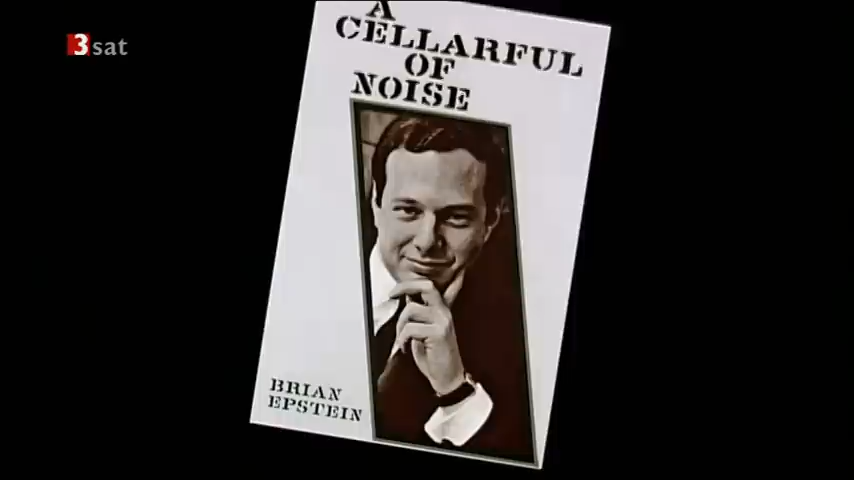 3sat
A
CELLARFUL
OF
NOISE
BRIAN
EPSTEIN